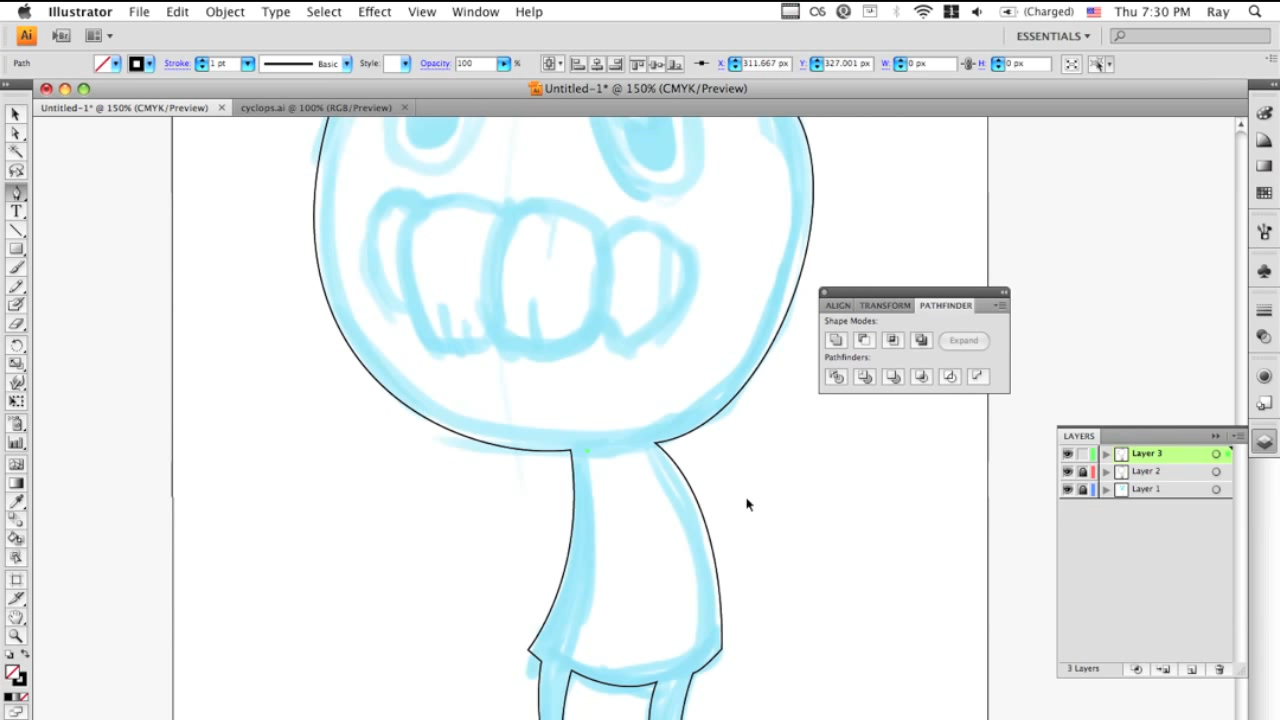 Illustrator File Edit Object Type Select Effect View Window Help (Charged) Thu 7:30 PM Ray
Ai Br ESSENTIALS
Path Stroke: 1 pt Basic Style: Opacity: 100 % X: 311.667 px Y: 327.001 px W: 0 px H: 0 px
Untitled-1* @ 150% (CMYK/Preview)
Untitled-1* @ 150% (CMYK/Preview) cyclops.ai @ 100% (RGB/Preview)
ALIGN TRANSFORM PATHFINDER
Shape Modes:
Expand
Pathfinders:
LAYERS
Layer 3
Layer 2
Layer 1
3 Layers